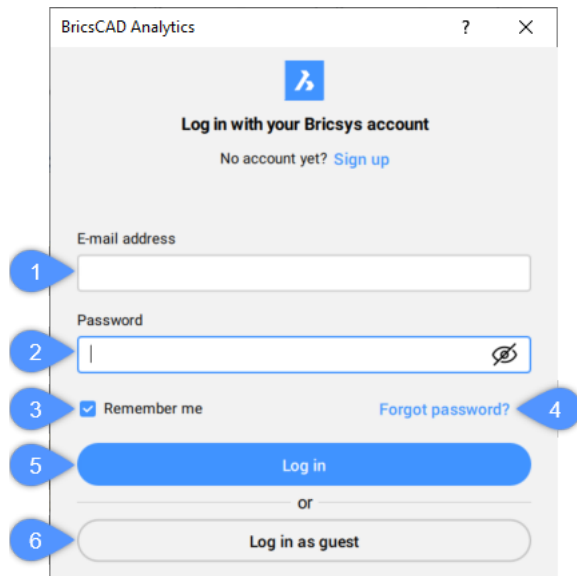 BricsCAD Analytics ?
Log in with your Bricsys account
No account yet? Sign up
E-mail address
1
Password
2
3 Remember me Forgot password? 4
5 Log in
or
6 Log in as guest